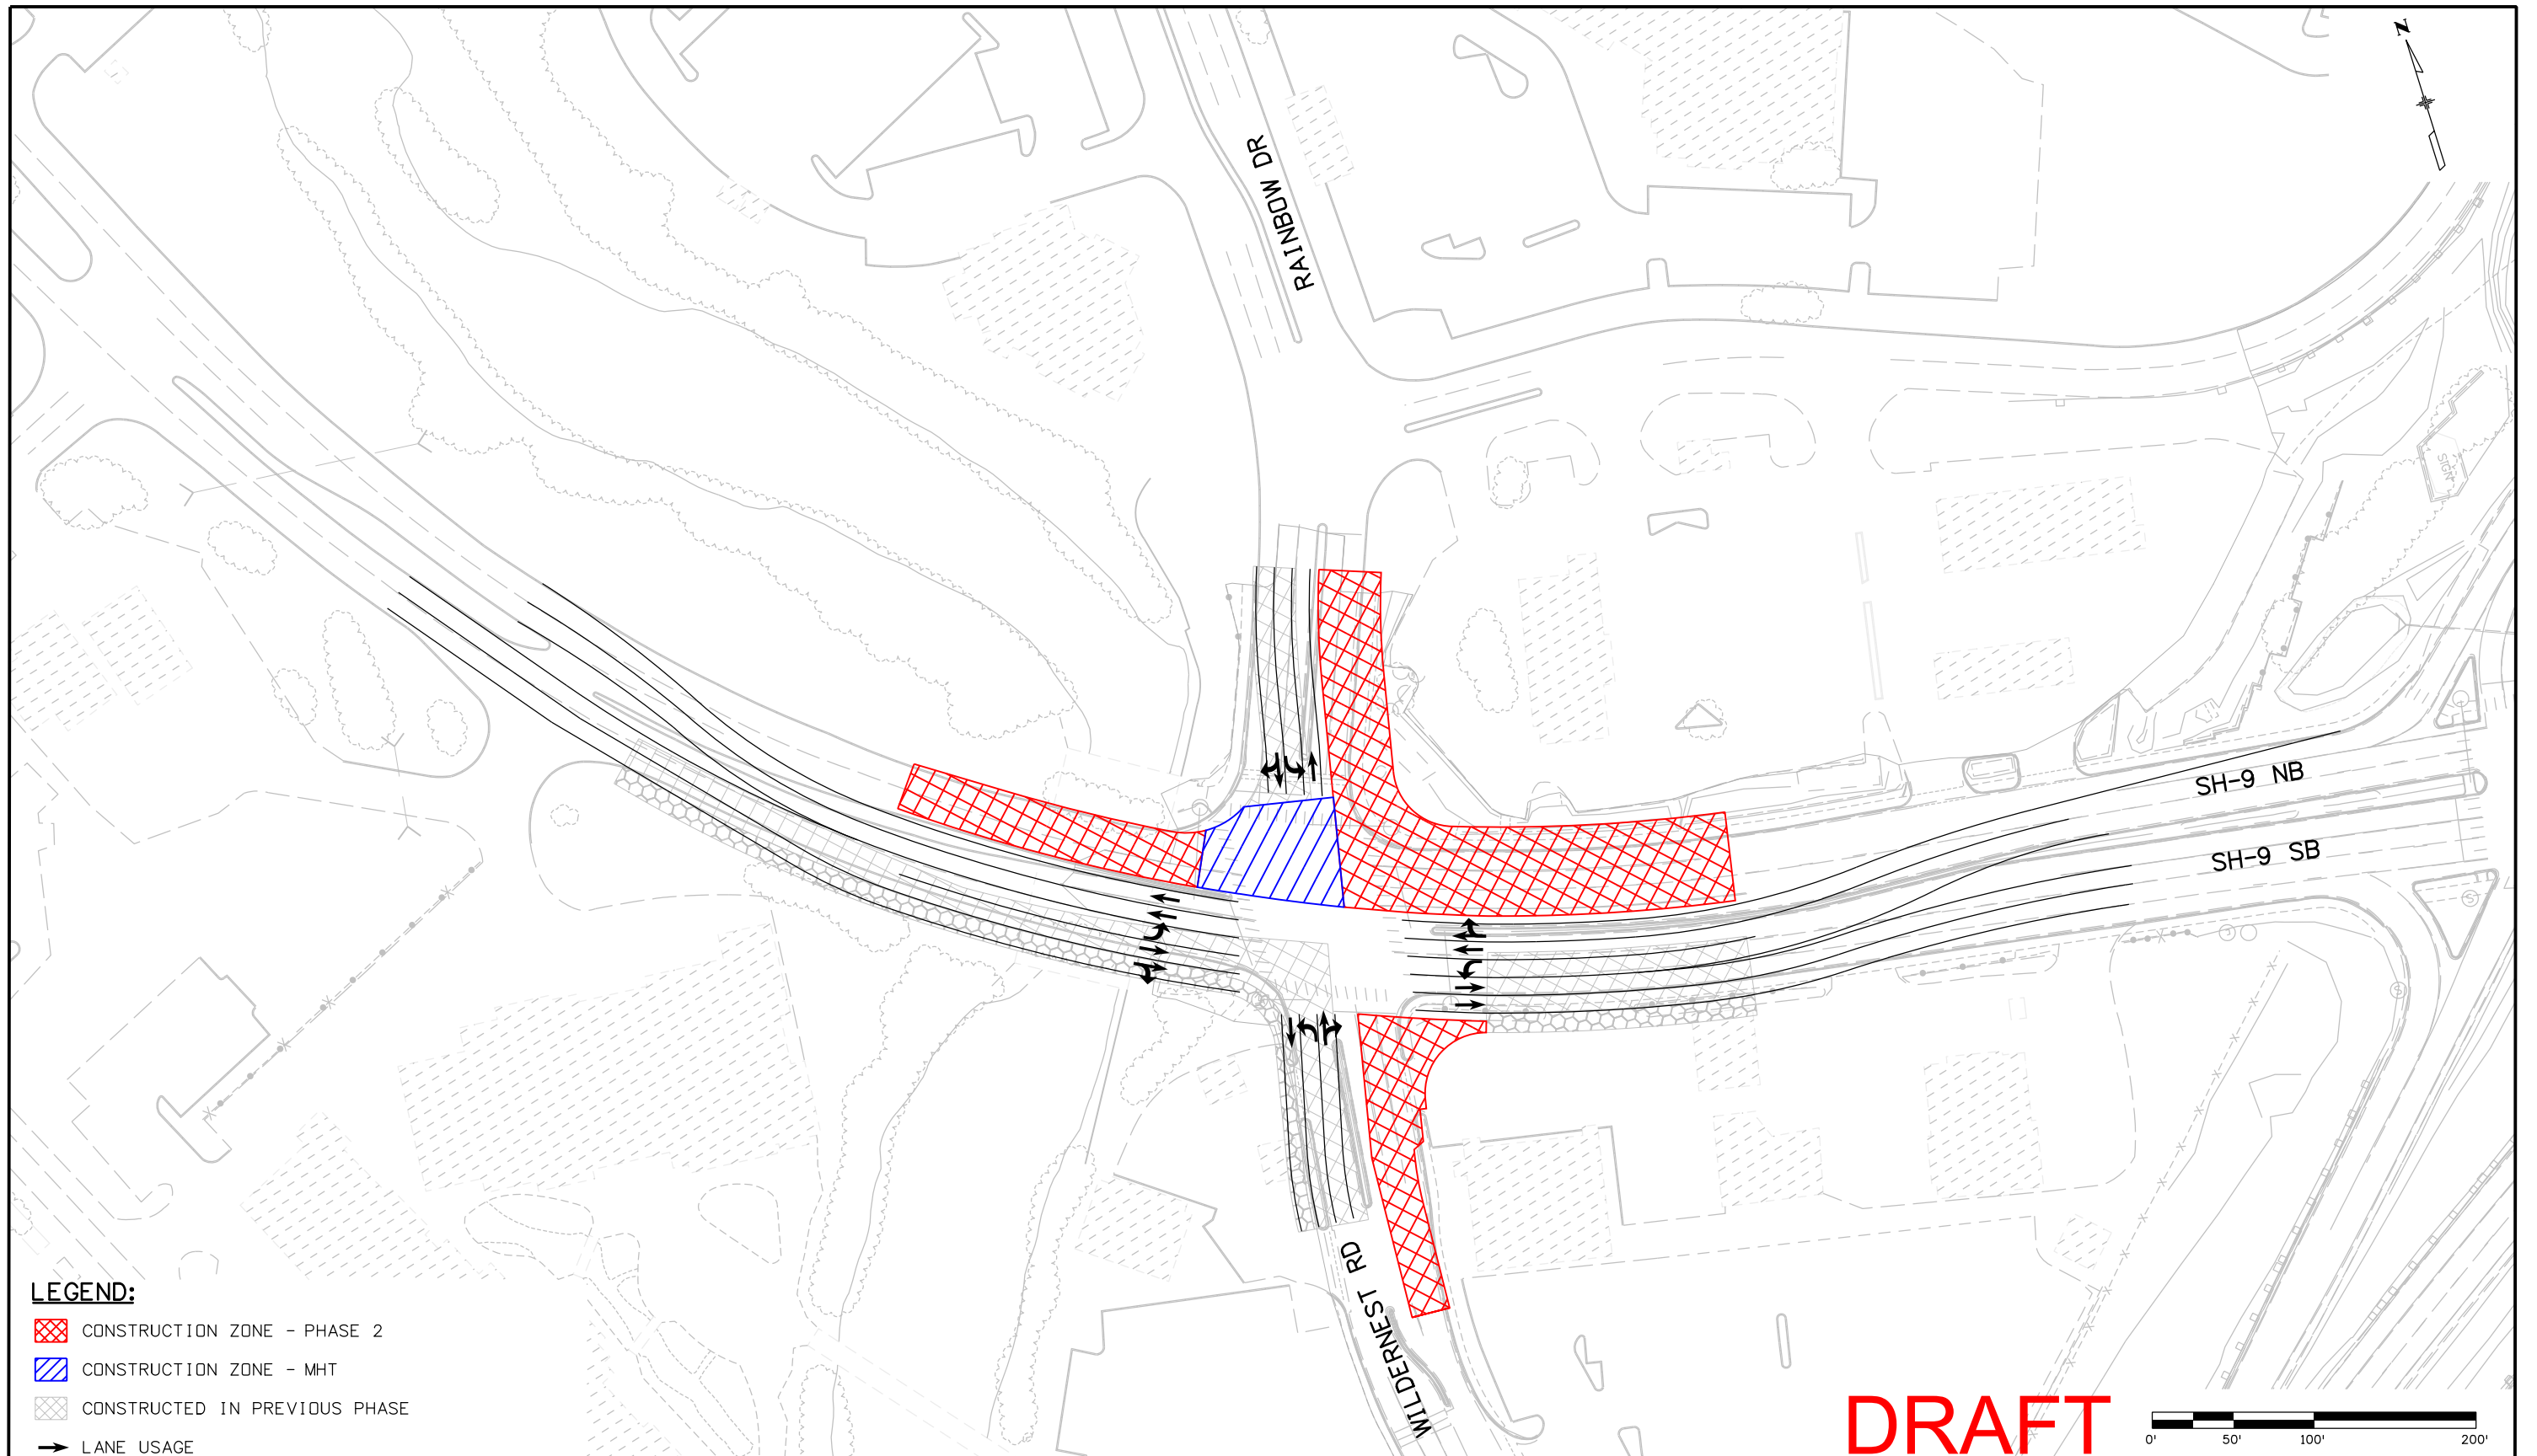 N
RAINBOW DR
SIGN
SH-9 NB
SH-9 SB
S
S
S
WILDERNEST RD
LEGEND:
CONSTRUCTION ZONE - PHASE 2
CONSTRUCTION ZONE - MHT
CONSTRUCTED IN PREVIOUS PHASE
LANE USAGE
DRAFT
0' 50' 100' 200'